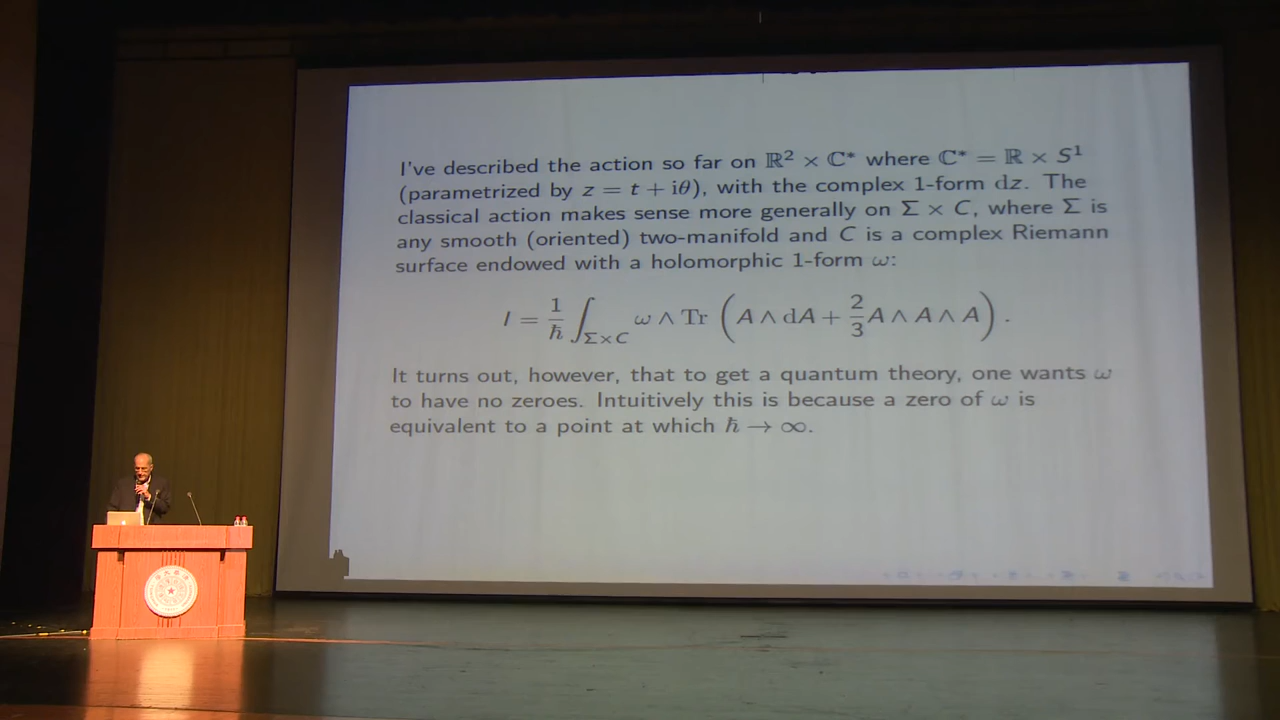 I've described the action so far on ℝ² × ℂ* where ℂ* = ℝ × S¹
(parametrized by z = t + iθ), with the complex 1-form dz. The
classical action makes sense more generally on Σ × C, where Σ is
any smooth (oriented) two-manifold and C is a complex Riemann
surface endowed with a holomorphic 1-form ω:
I = 1/ħ ∫_{Σ×C} ω ∧ Tr (A ∧ dA + 2/3 A ∧ A ∧ A) .
It turns out, however, that to get a quantum theory, one wants ω
to have no zeroes. Intuitively this is because a zero of ω is
equivalent to a point at which ħ → ∞.